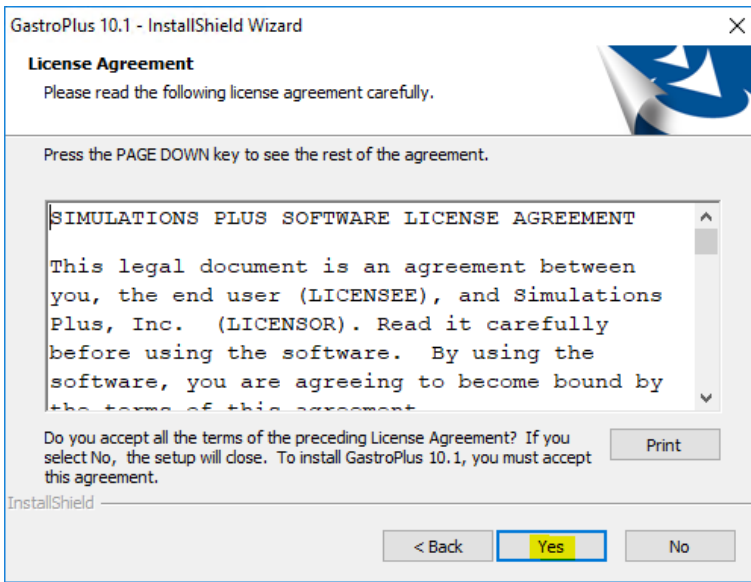 GastroPlus 10.1 - InstallShield Wizard
License Agreement
Please read the following license agreement carefully.
Press the PAGE DOWN key to see the rest of the agreement.
SIMULATIONS PLUS SOFTWARE LICENSE AGREEMENT
This legal document is an agreement between
you, the end user (LICENSEE), and Simulations
Plus, Inc.  (LICENSOR). Read it carefully
before using the software.  By using the
software, you are agreeing to become bound by
the terms of this agreement
Do you accept all the terms of the preceding License Agreement? If you
select No,  the setup will close.  To install GastroPlus 10.1, you must accept
this agreement.
Print
InstallShield
< Back
Yes
No